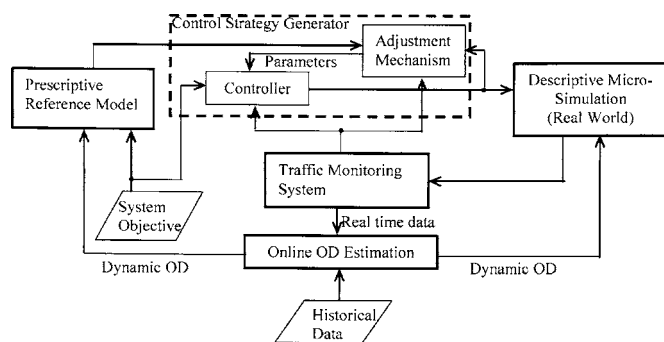 Control Strategy Generator
Adjustment
Mechanism
Parameters
Prescriptive
Reference Model
Controller
Descriptive Micro-
Simulation
(Real World)
Traffic Monitoring
System
System
Objective
Real time data
Online OD Estimation
Dynamic OD
Dynamic OD
Historical
Data